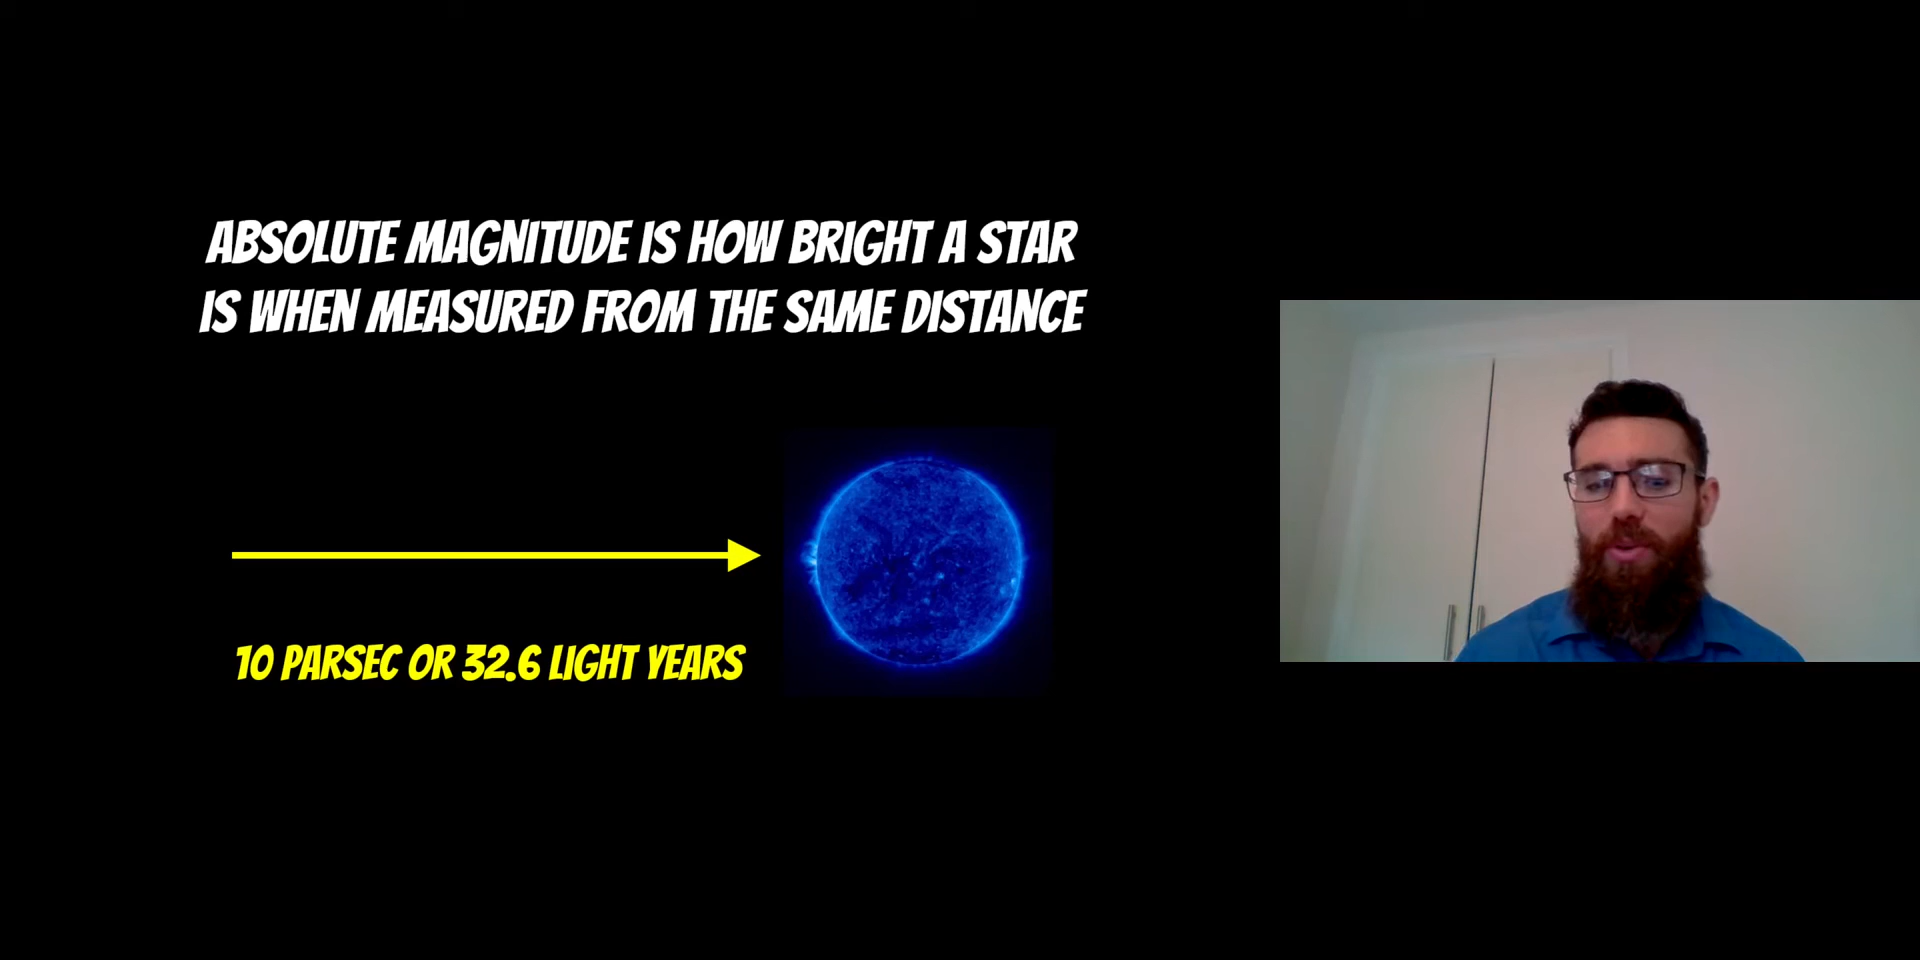 ABSOLUTE MAGNITUDE IS HOW BRIGHT A STAR
IS WHEN MEASURED FROM THE SAME DISTANCE
10 PARSEC OR 32.6 LIGHT YEARS